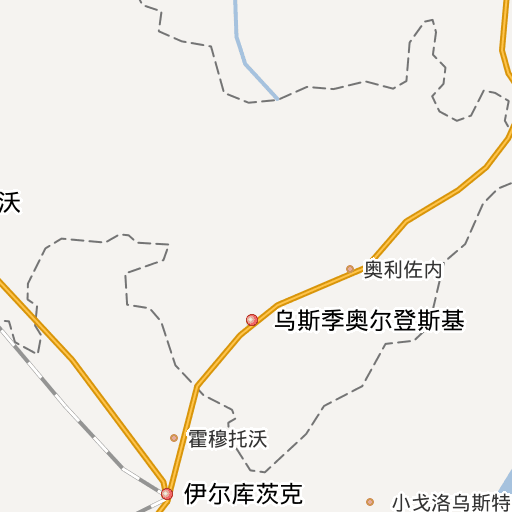 沃
奥利佐内
乌斯季奥尔登斯基
霍穆托沃
伊尔库茨克
小戈洛乌斯特